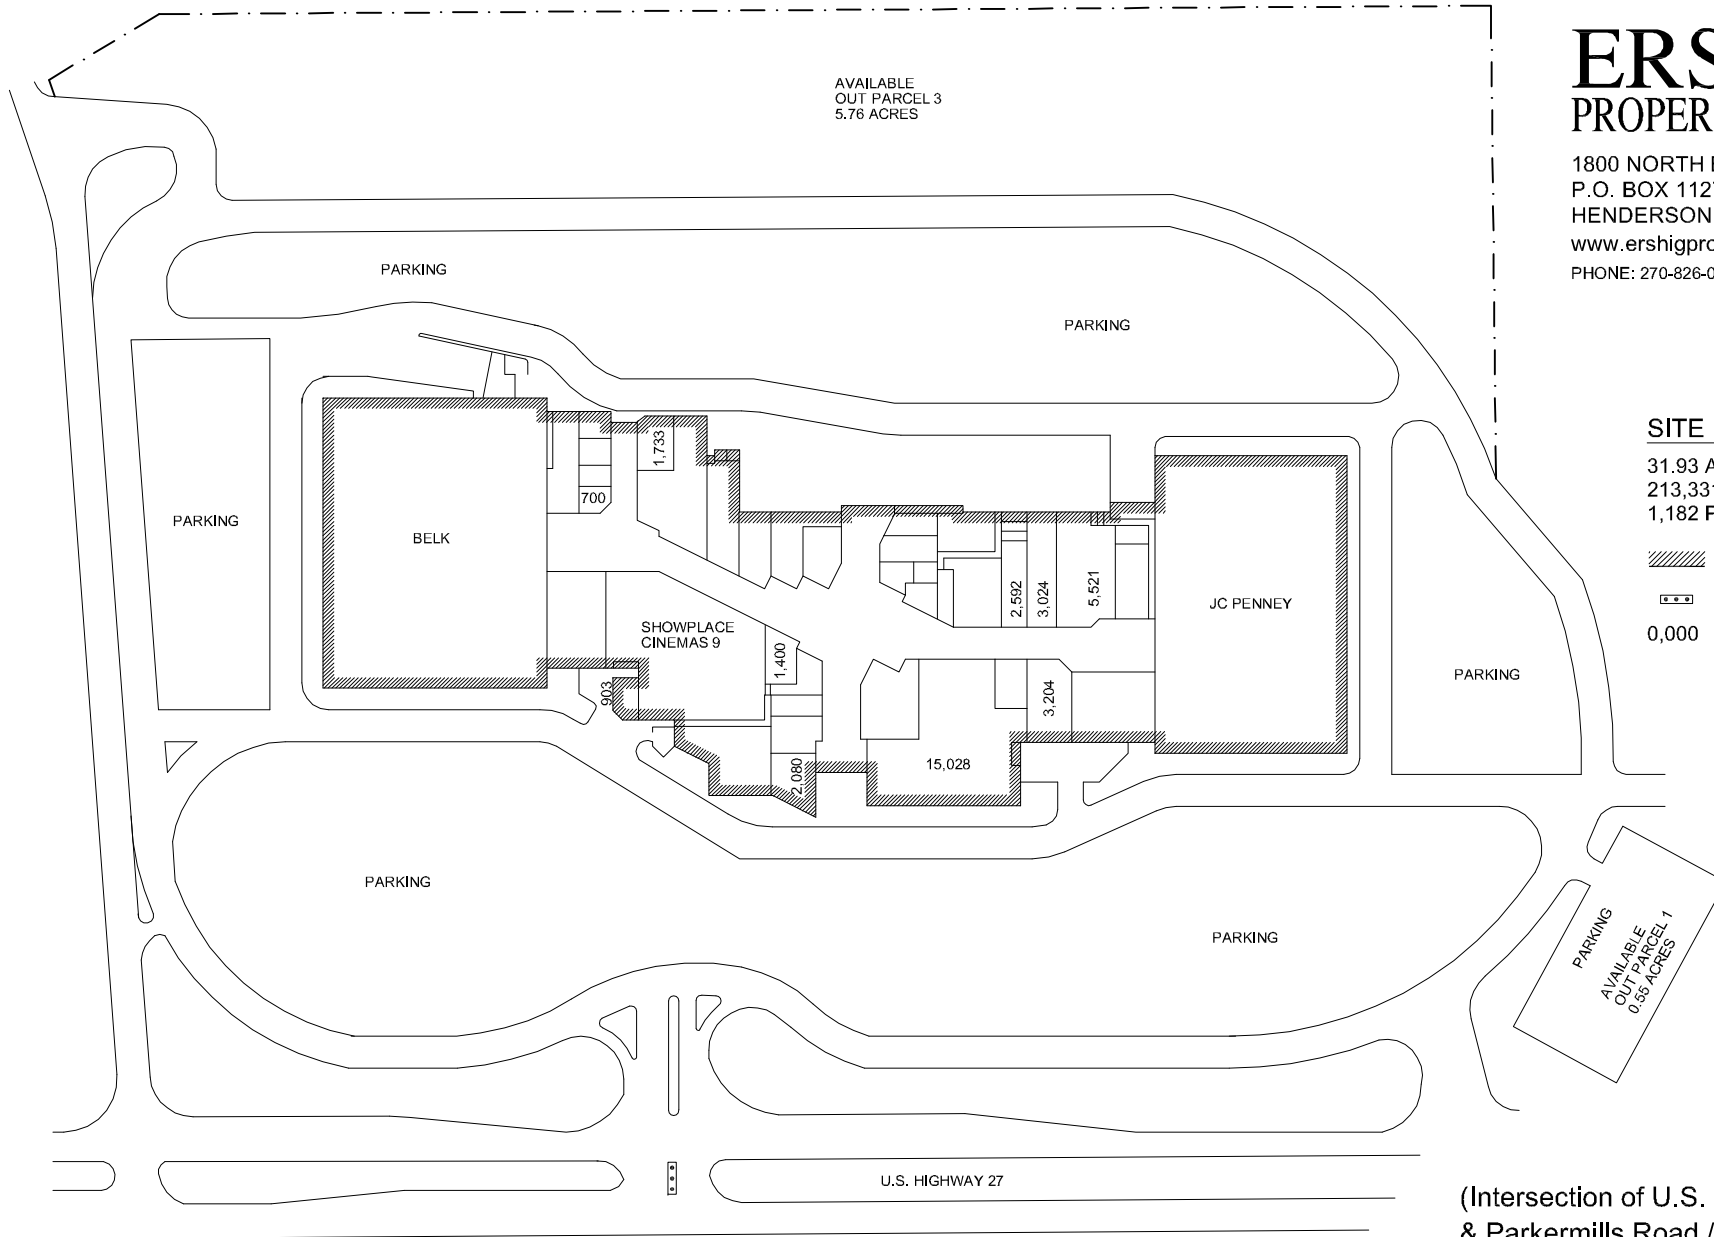 AVAILABLE
OUT PARCEL 3
5.76 ACRES
PROPER
1800 NORTH
P.O. BOX 112
HENDERSON
www.ershigpro
PHONE: 270-826-0
PARKING
PARKING
SITE
31.93 A
213,331
1,182 P
0,000
PARKING
BELK
700
1,733
SHOWPLACE
CINEMAS 9
903
1,400
2,080
2,592
3,024
5,521
JC PENNEY
3,204
15,028
PARKING
PARKING
PARKING
PARKING
AVAILABLE
OUT PARCEL 1
0.55 ACRES
U.S. HIGHWAY 27
(Intersection of U.S.
& Parkermills Road /